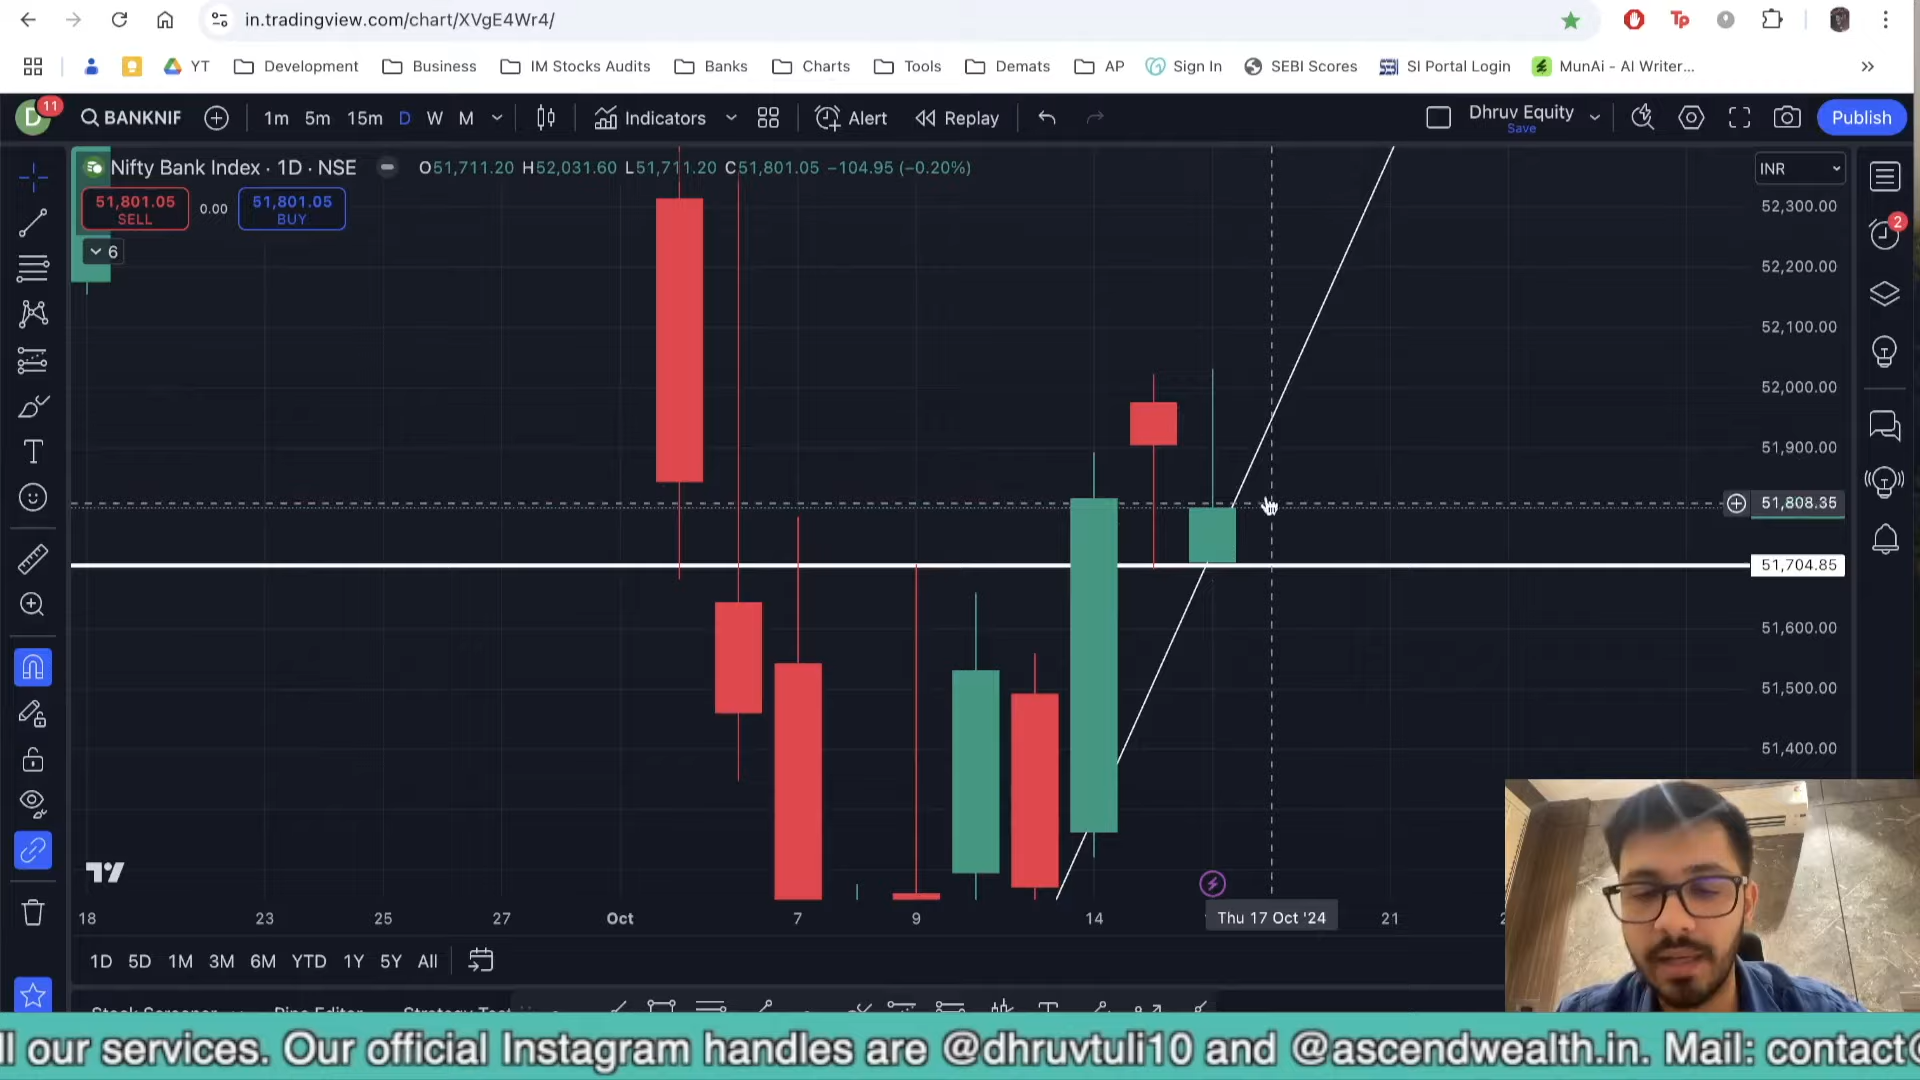 in.tradingview.com/chart/XVgE4Wr4/
YT Development Business IM Stocks Audits Banks Charts Tools Demats AP Sign In SEBI Scores SI Portal Login MunAi - AI Writer...
D 11 BANKNIF 1m 5m 15m D W M Indicators Alert Replay Dhruv Equity Save Publish
Nifty Bank Index · 1D · NSE O51,711.20 H52,031.60 L51,711.20 C51,801.05 −104.95 (−0.20%) INR
51,801.05 SELL 0.00 51,801.05 BUY
6
2
52,300.00
52,200.00
52,100.00
52,000.00
51,900.00
51,808.35
51,704.85
51,600.00
51,500.00
51,400.00
18 23 25 27 Oct 7 9 14 Thu 17 Oct '24 21
1D 5D 1M 3M 6M YTD 1Y 5Y All
ll our services. Our official Instagram handles are @dhruvtuli10 and @ascendwealth.in. Mail: contact@